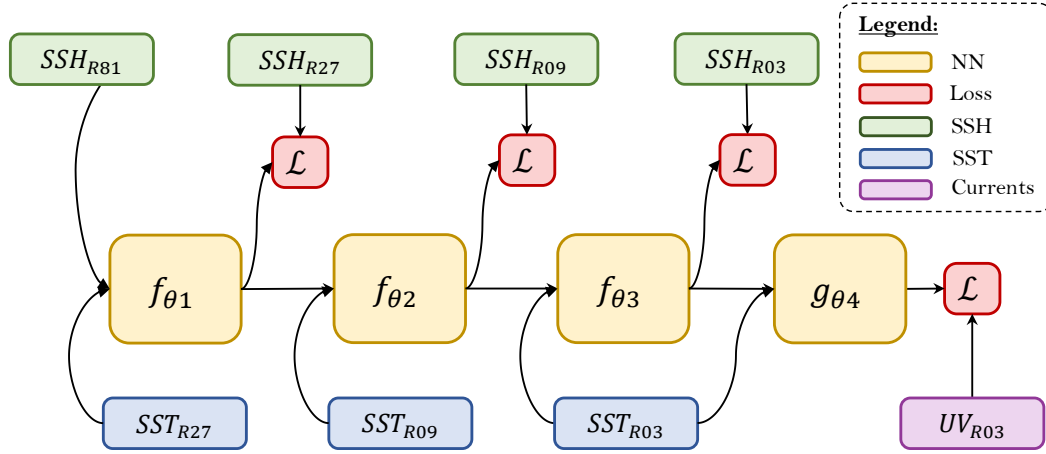 SSH_R81
SSH_R27
SSH_R09
SSH_R03
Legend:
NN
Loss
SSH
SST
Currents
ℒ
ℒ
ℒ
f_θ1
f_θ2
f_θ3
g_θ4
ℒ
SST_R27
SST_R09
SST_R03
UV_R03